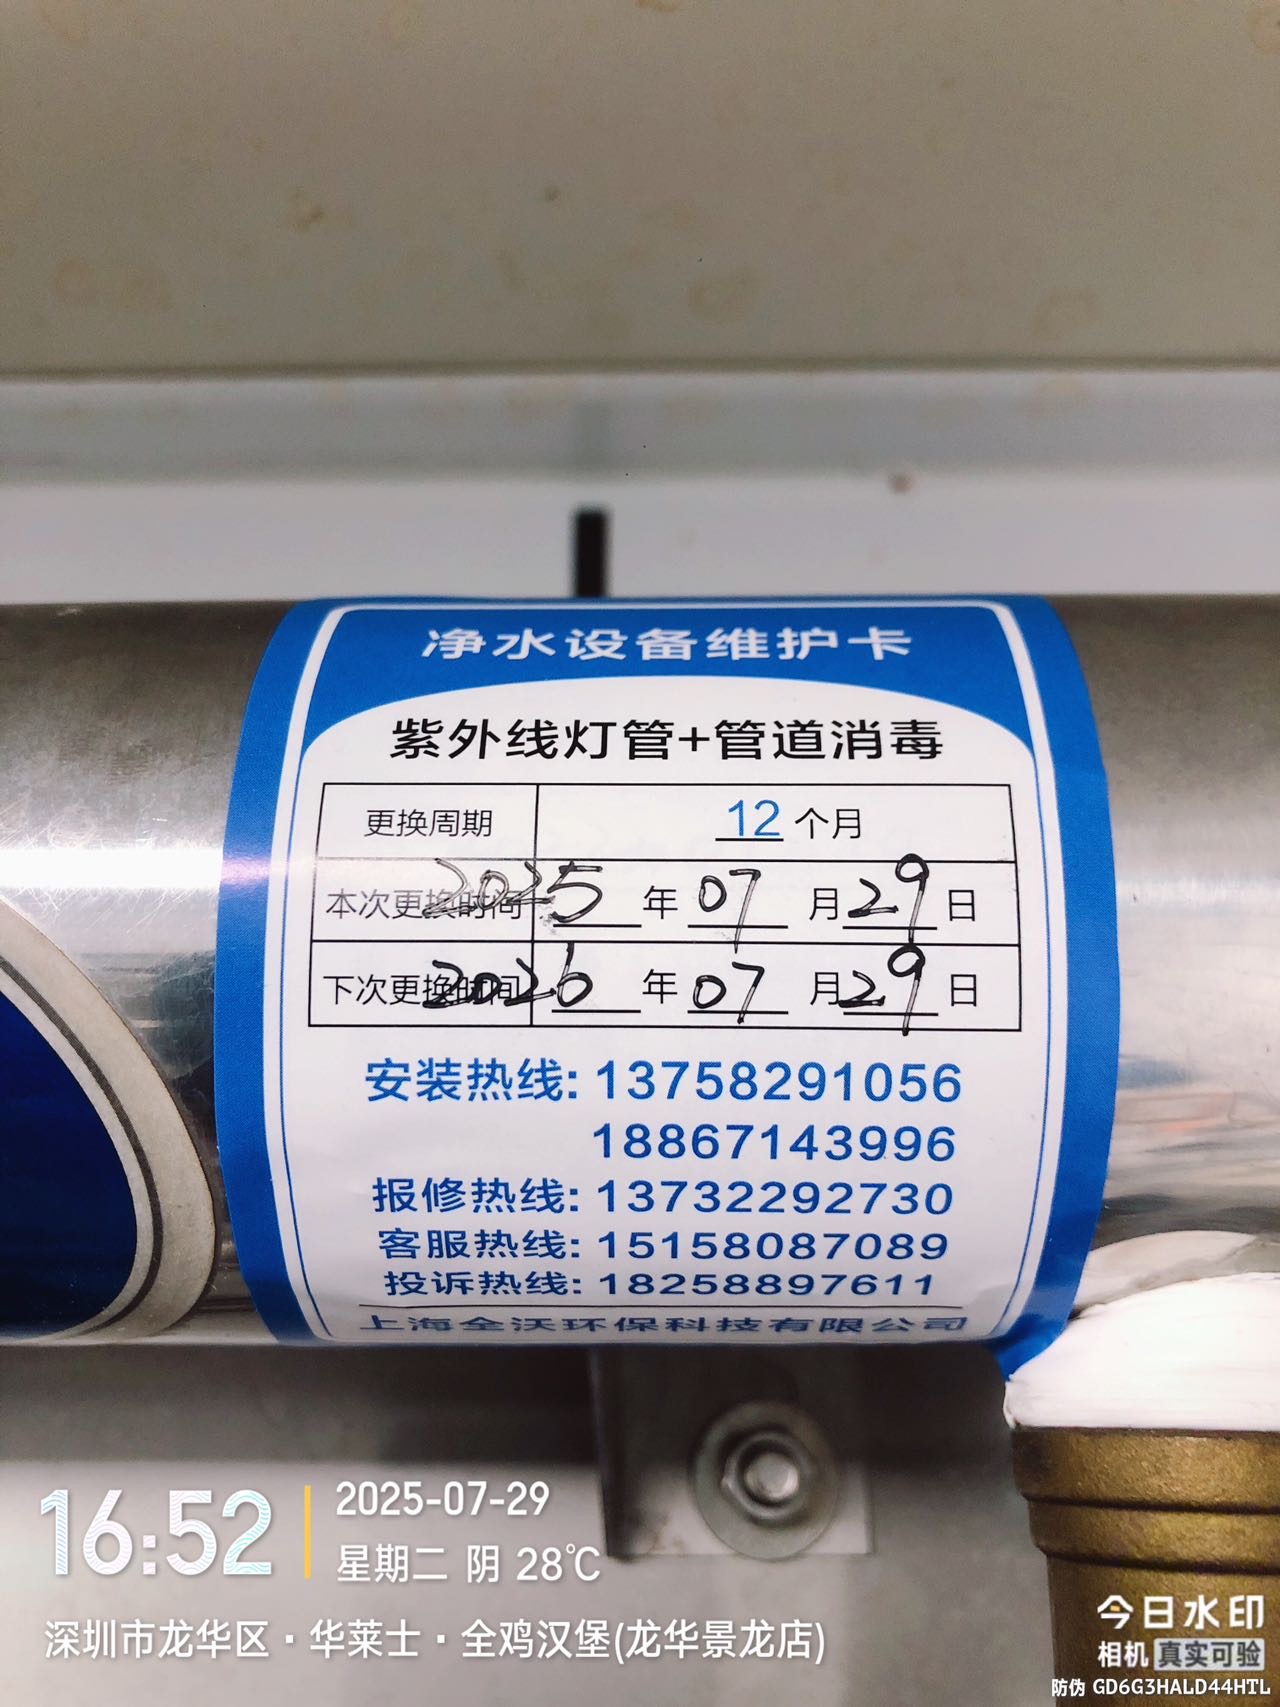 净水设备维护卡
紫外线灯管+管道消毒
更换周期 12 个月
本次更换时间 2025 年 07 月 29 日
下次更换时间 2026 年 07 月 29 日
安装热线: 13758291056
18867143996
报修热线: 13732292730
客服热线: 15158087089
投诉热线: 18258897611
上海全沃环保科技有限公司
16:52
2025-07-29
星期二 阴 28℃
深圳市龙华区·华莱士·全鸡汉堡(龙华景龙店)
今日水印
相机 真实可验
防伪 GD6G3HALD44HTL